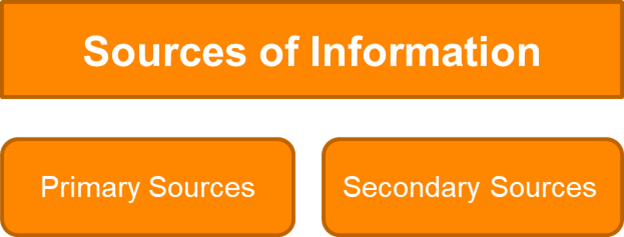 Sources of Information
Primary Sources
Secondary Sources